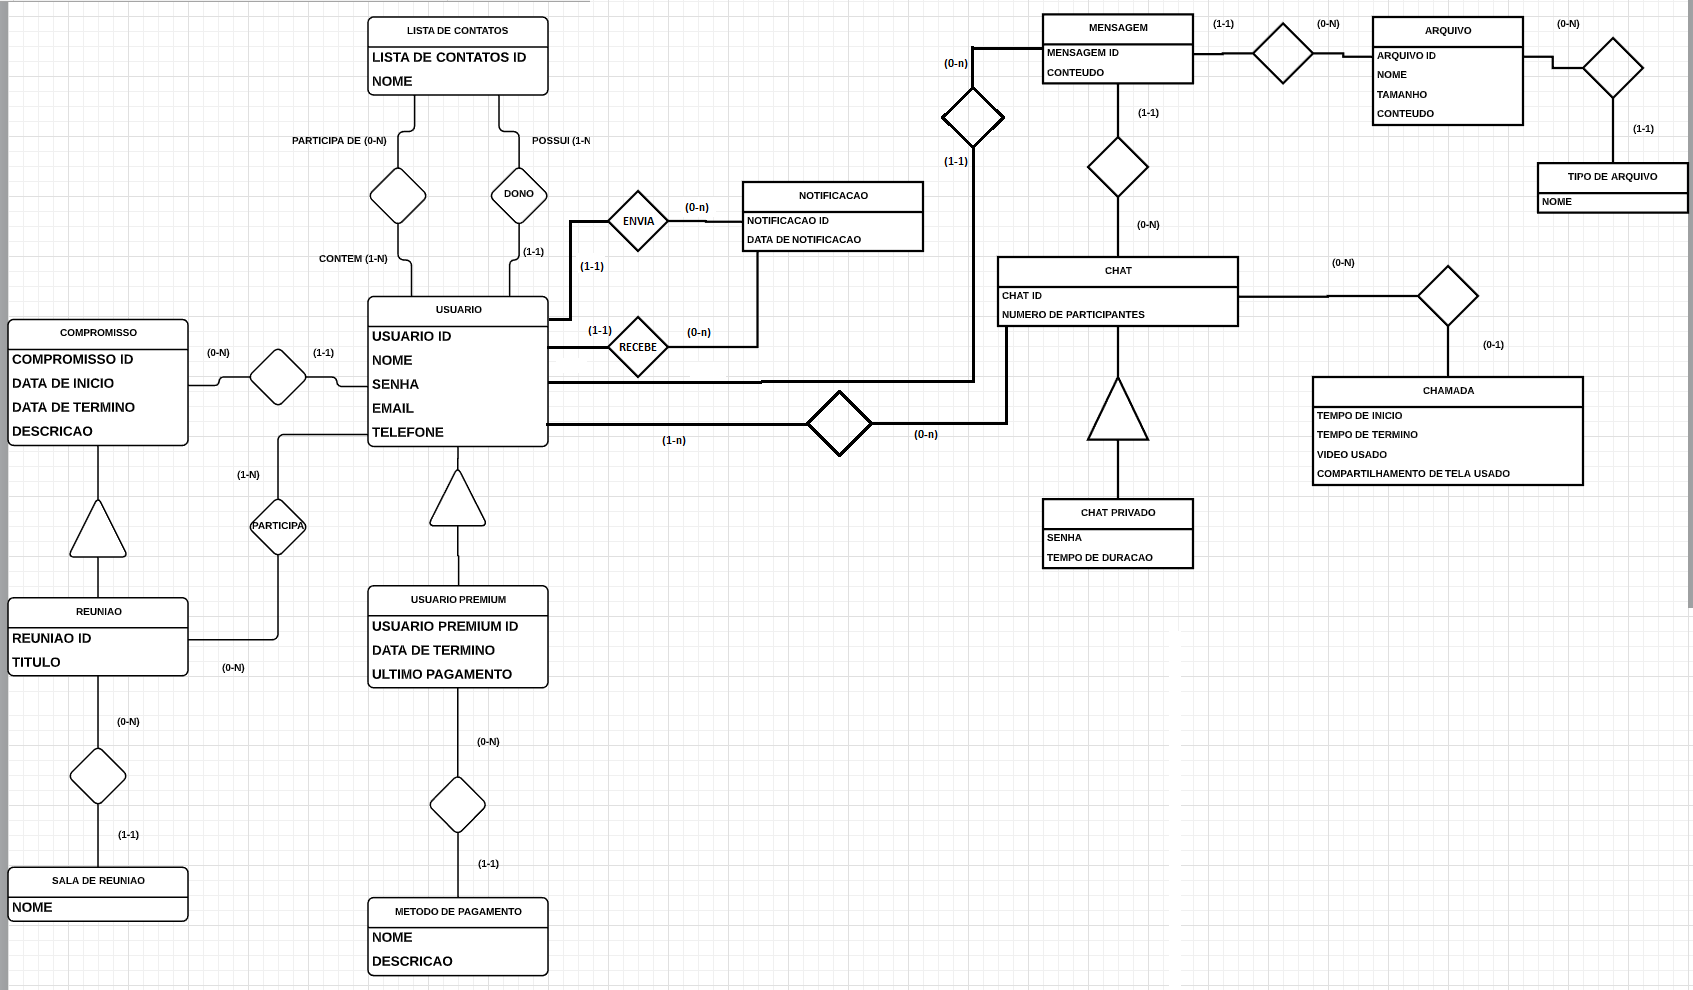 LISTA DE CONTATOS
LISTA DE CONTATOS ID
NOME
PARTICIPA DE (0-N)
POSSUI (1-N
DONO
CONTEM (1-N)
(1-1)
USUARIO
USUARIO ID
NOME
SENHA
EMAIL
TELEFONE
COMPROMISSO
COMPROMISSO ID
DATA DE INICIO
DATA DE TERMINO
DESCRICAO
(0-N)
(1-1)
(1-N)
PARTICIPA
(0-N)
REUNIAO
REUNIAO ID
TITULO
(0-N)
(1-1)
SALA DE REUNIAO
NOME
USUARIO PREMIUM
USUARIO PREMIUM ID
DATA DE TERMINO
ULTIMO PAGAMENTO
(0-N)
(1-1)
METODO DE PAGAMENTO
NOME
DESCRICAO
ENVIA
(0-n)
(1-1)
NOTIFICACAO
NOTIFICACAO ID
DATA DE NOTIFICACAO
(1-1)
RECEBE
(0-n)
(0-n)
(1-1)
(1-n)
(0-n)
MENSAGEM
MENSAGEM ID
CONTEUDO
(1-1)
(0-N)
ARQUIVO
ARQUIVO ID
NOME
TAMANHO
CONTEUDO
(0-N)
(1-1)
TIPO DE ARQUIVO
NOME
(1-1)
(0-N)
CHAT
CHAT ID
NUMERO DE PARTICIPANTES
(0-N)
(0-1)
CHAMADA
TEMPO DE INICIO
TEMPO DE TERMINO
VIDEO USADO
COMPARTILHAMENTO DE TELA USADO
CHAT PRIVADO
SENHA
TEMPO DE DURACAO